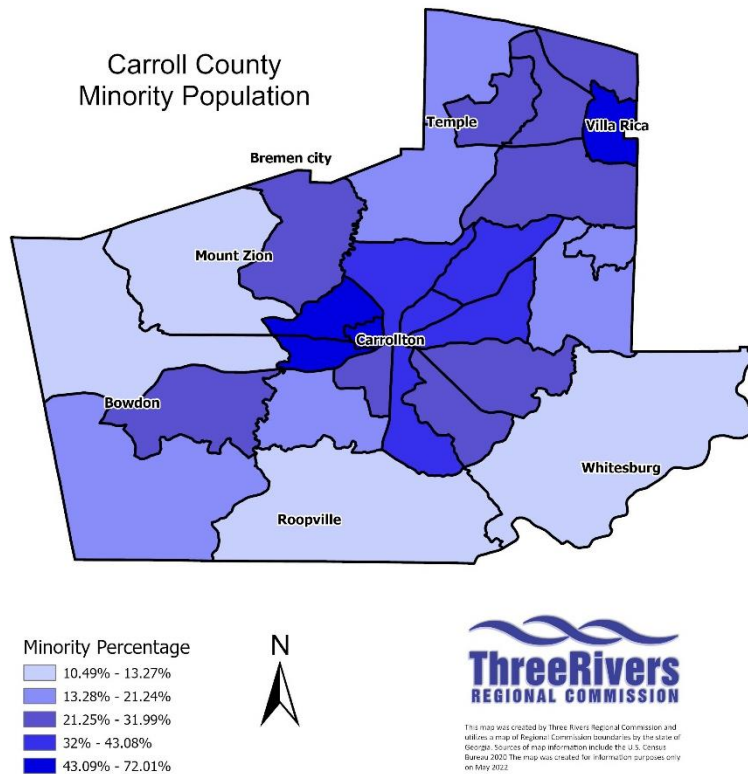 Carroll County
Minority Population
Temple
Villa Rica
Bremen city
Mount Zion
Carrollton
Bowdon
Whitesburg
Roopville
Minority Percentage
10.49% - 13.27%
13.28% - 21.24%
21.25% - 31.99%
32% - 43.08%
43.09% - 72.01%
N
ThreeRivers
REGIONAL COMMISSION
This map was created by Three Rivers Regional Commission and
utilizes a map of Regional Commission boundaries by the state of
Georgia. Sources of map information include the U.S. Census
Bureau 2020 The map was created for information purposes only
on May 2022